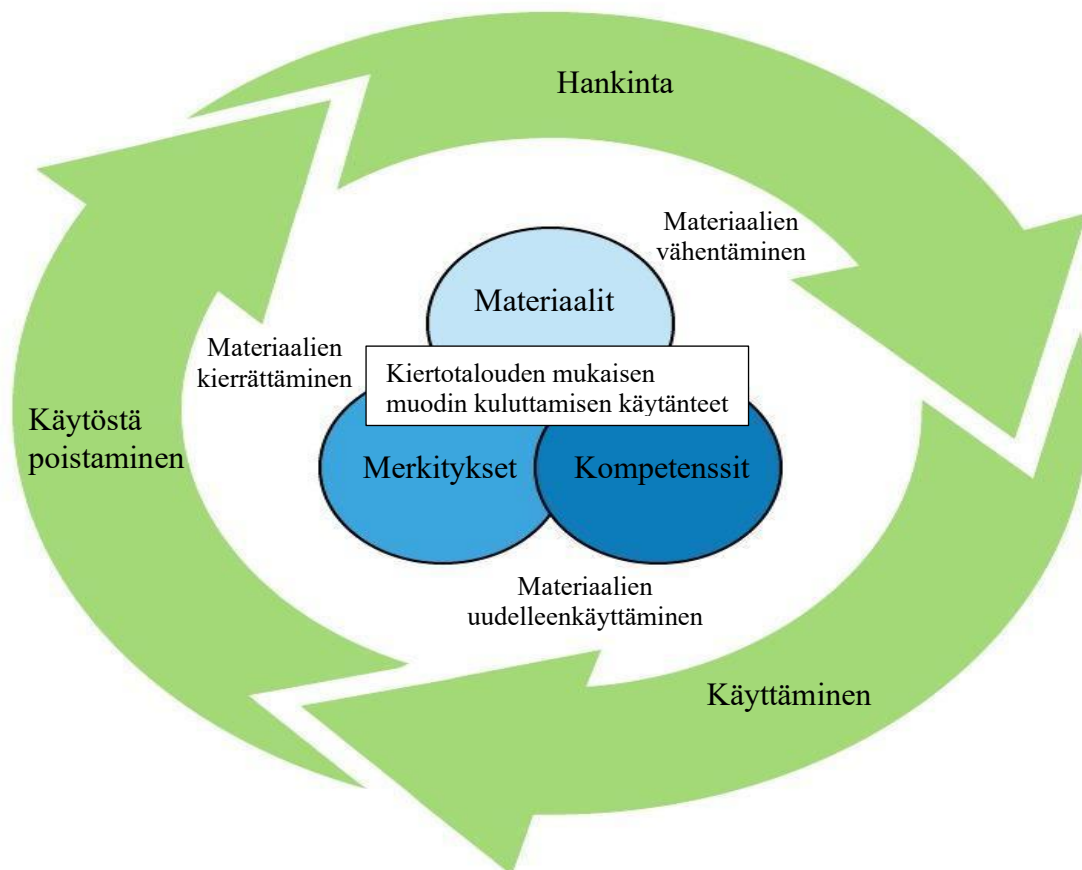 Hankinta
Materiaalien
vähentäminen
Materiaalit
Materiaalien
kierrättäminen
Kiertotalouden mukaisen
muodin kuluttamisen käytänteet
Käytöstä
poistaminen
Merkitykset
Kompetenssit
Materiaalien
uudelleenkäyttäminen
Käyttäminen